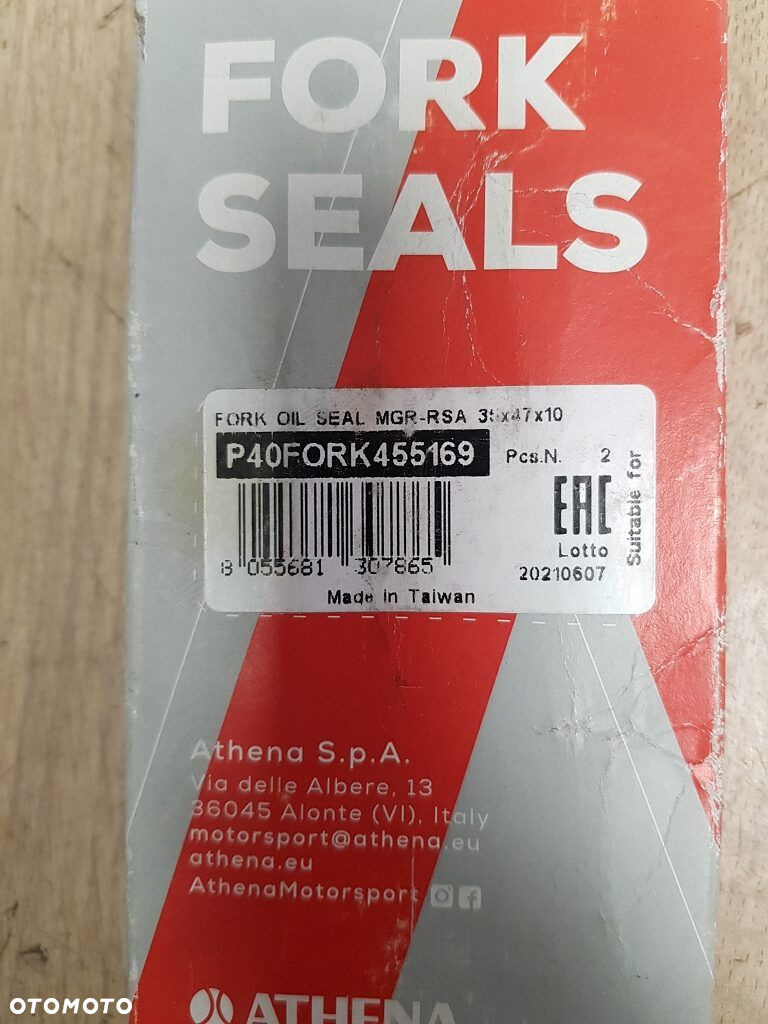 FORK
SEALS
FORK OIL SEAL MGR-RSA 35x47x10
P40FORK455169
Pcs.N. 2
Suitable for
EAC
8 055681 307865
Lotto
20210607
Made in Taiwan
Athena S.p.A.
Via delle Albere, 13
36045 Alonte (VI), Italy
motorsport@athena.eu
athena.eu
AthenaMotorsport
ATHENA
OTOMOTO